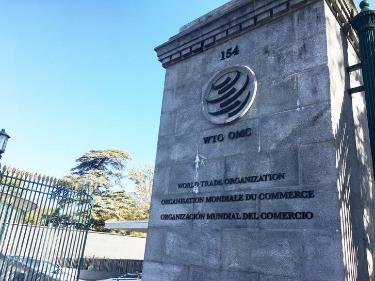 154
WTO OMC
WORLD TRADE ORGANIZATION
ORGANISATION MONDIALE DU COMMERCE
ORGANIZACIÓN MUNDIAL DEL COMERCIO